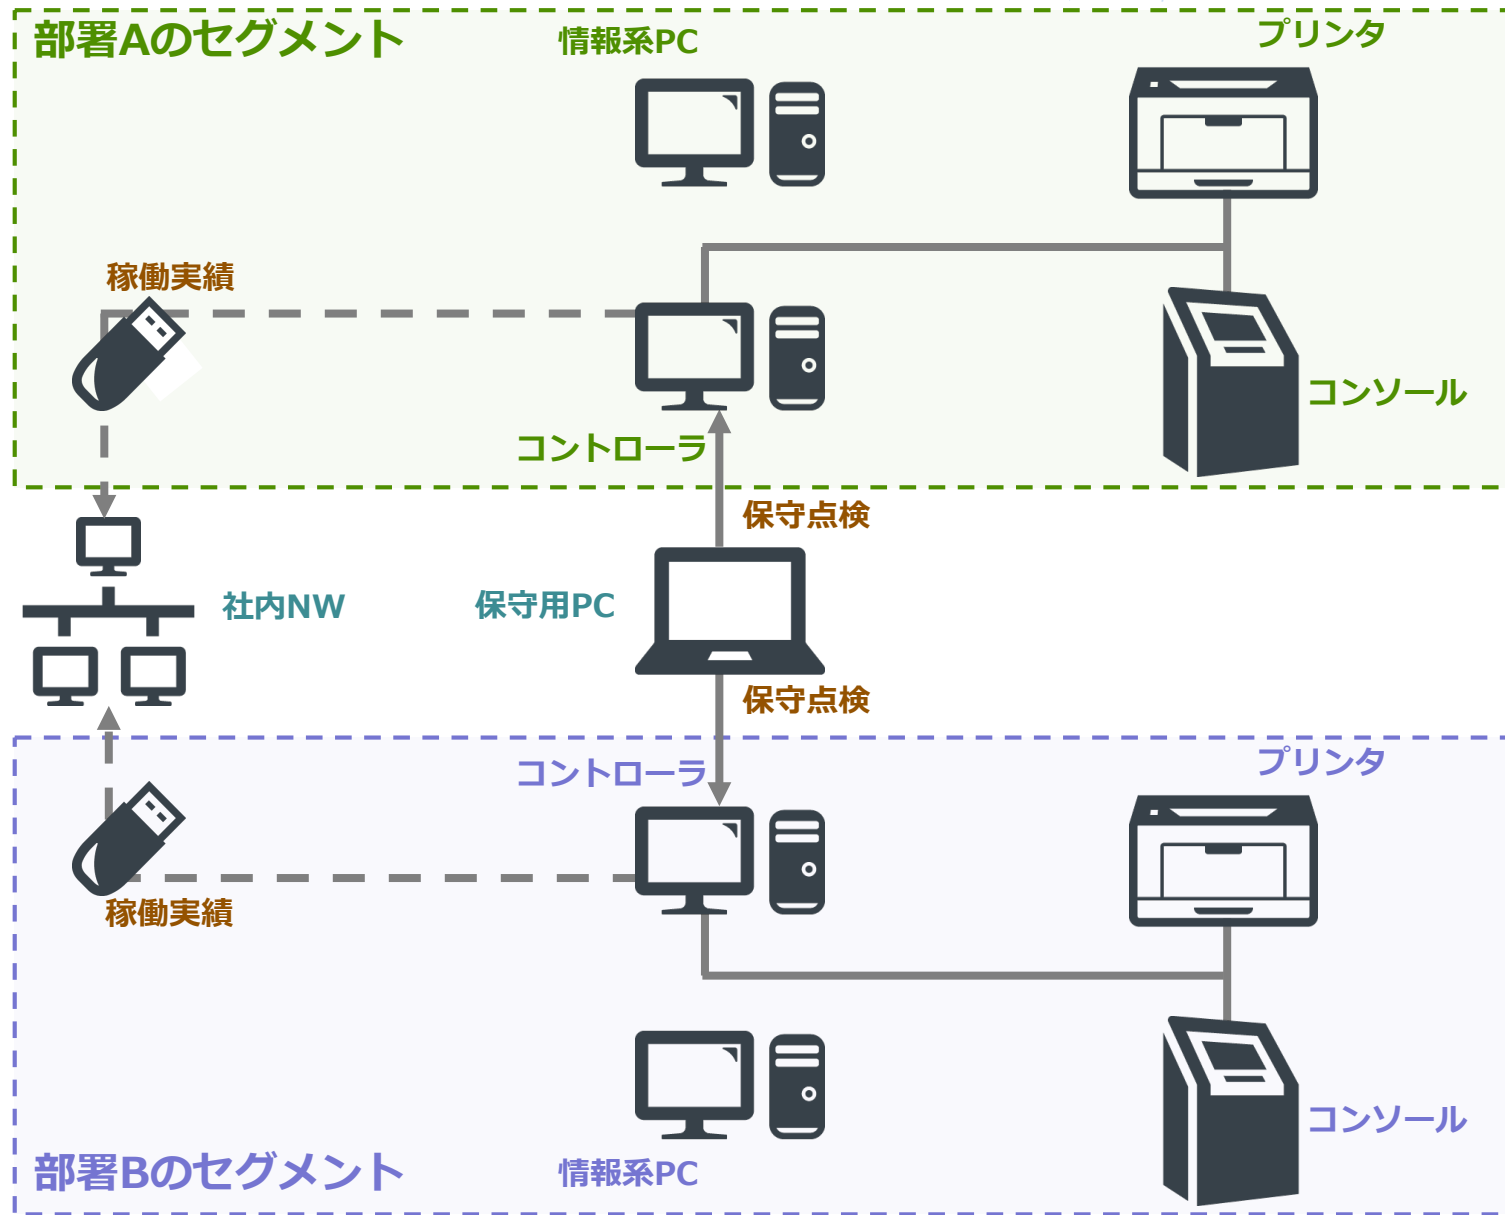 部署Aのセグメント
情報系PC
プリンタ
稼働実績
コントローラ
コンソール
保守点検
社内NW
保守用PC
保守点検
コントローラ
プリンタ
稼働実績
コンソール
部署Bのセグメント
情報系PC